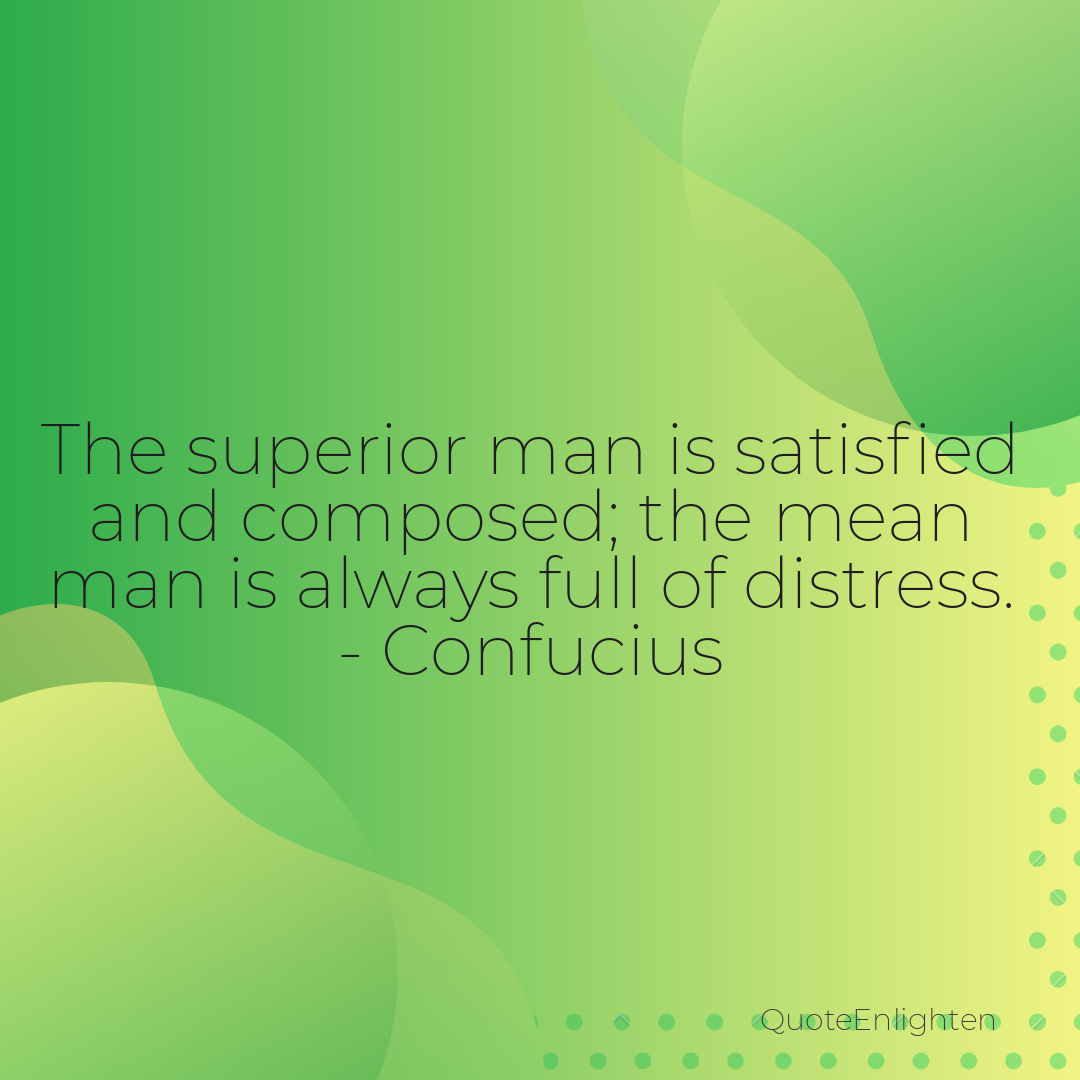 The superior man is satisfied
and composed; the mean
man is always full of distress.
- Confucius
QuoteEnlighten